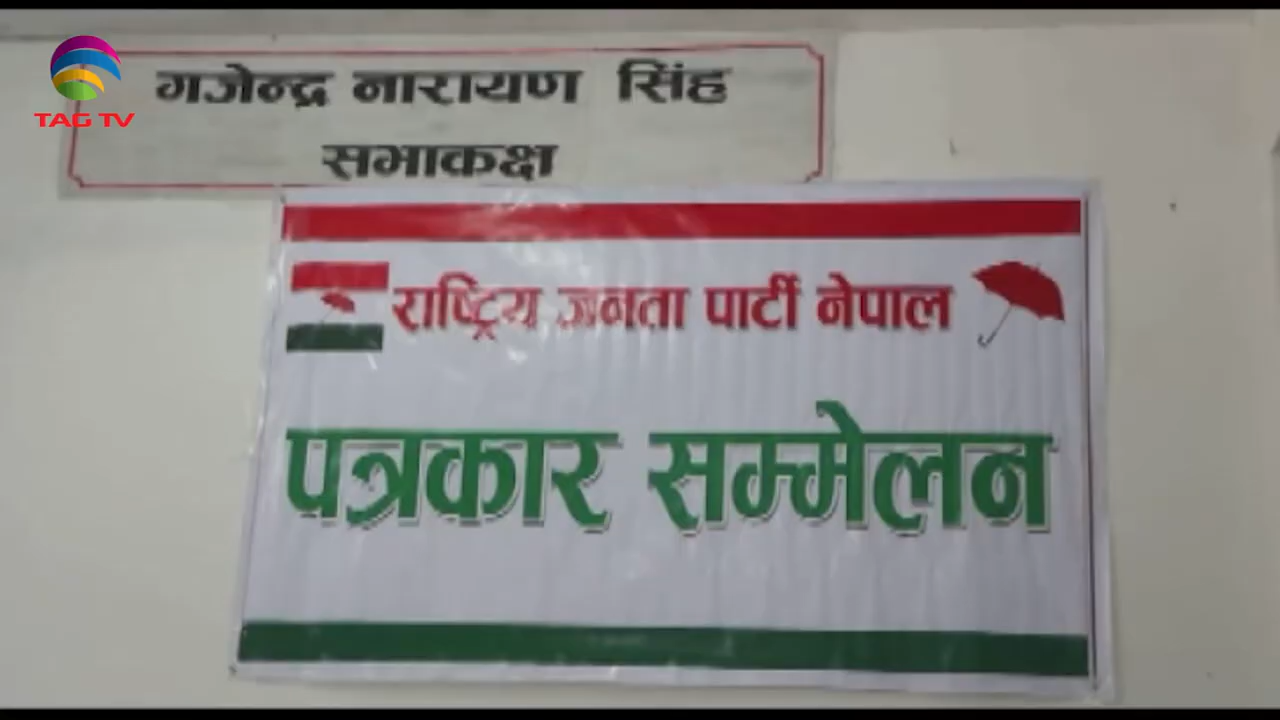 TAG TV
गजेन्द्र नारायण सिंह
सभाकक्ष
राष्ट्रिय जनता पार्टी नेपाल
पत्रकार सम्मेलन